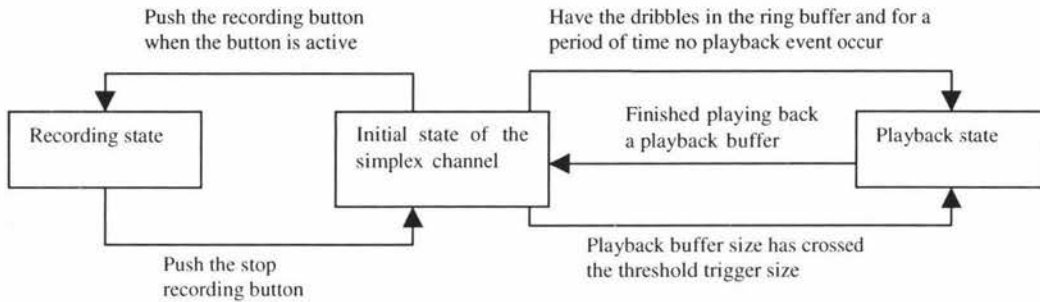 Push the recording button
when the button is active
Have the dribbles in the ring buffer and for a
period of time no playback event occur
Recording state
Initial state of the
simplex channel
Finished playing back
a playback buffer
Playback state
Push the stop
recording button
Playback buffer size has crossed
the threshold trigger size